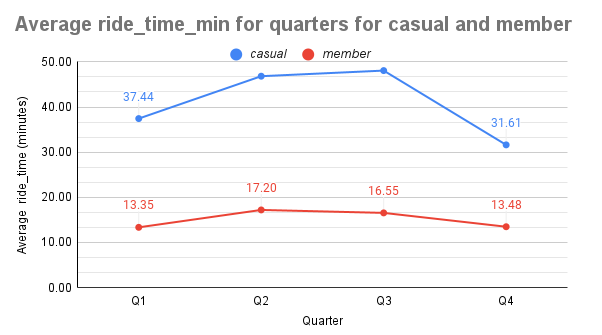 Average ride_time_min for quarters for casual and member
casual member
50.00
40.00
30.00
20.00
10.00
0.00
Average ride_time (minutes)
37.44
31.61
13.35
17.20
16.55
13.48
Q1 Q2 Q3 Q4
Quarter